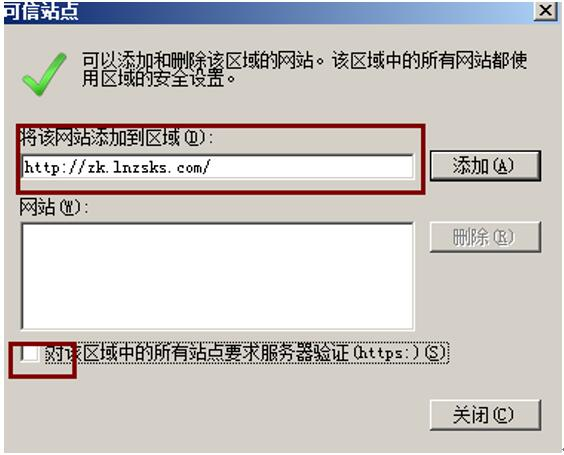 可信站点
可以添加和删除该区域的网站。该区域中的所有网站都使
用区域的安全设置。
将该网站添加到区域(D):
http://zk.lnzsks.com/
添加(A)
网站(W):
删除(R)
对该区域中的所有站点要求服务器验证(https:)(S)
关闭(C)